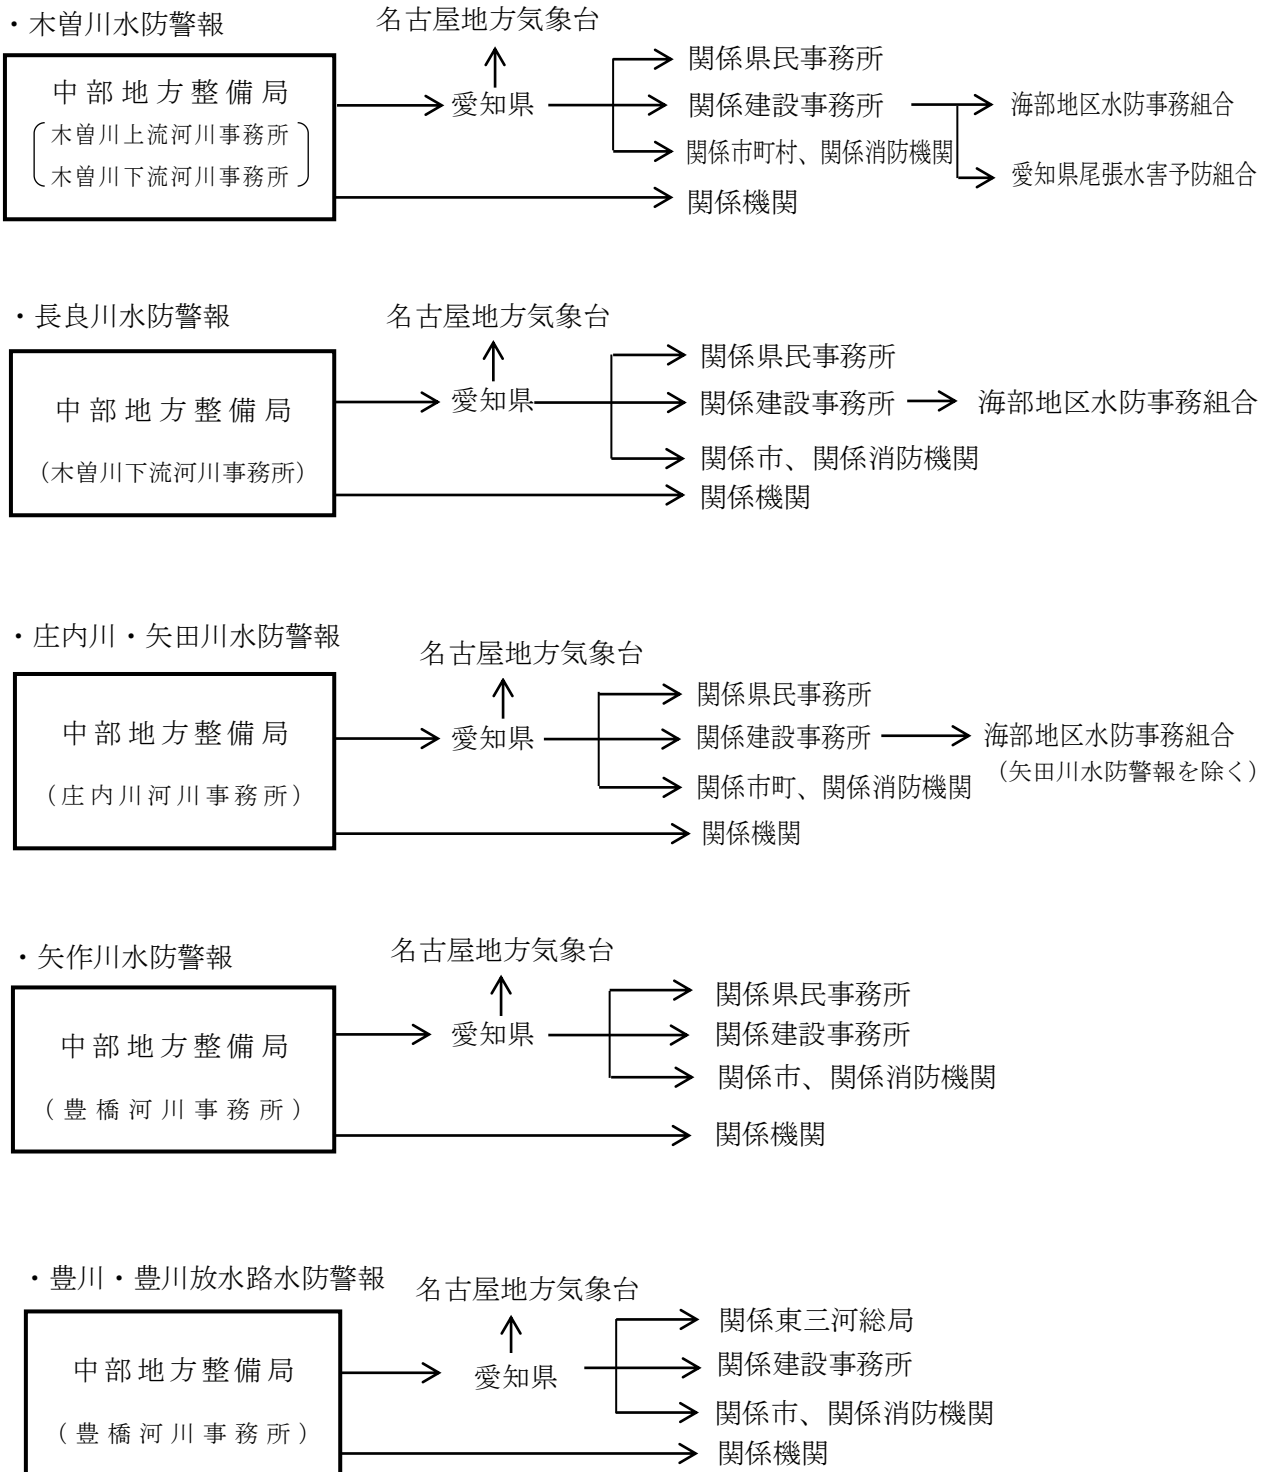 ・木曽川水防警報
名古屋地方気象台
中部地方整備局
木曽川上流河川事務所
木曽川下流河川事務所
愛知県
関係県民事務所
関係建設事務所
海部地区水防事務組合
関係市町村、関係消防機関
愛知県尾張水害予防組合
関係機関
・長良川水防警報
名古屋地方気象台
中部地方整備局
(木曽川下流河川事務所)
愛知県
関係県民事務所
関係建設事務所
海部地区水防事務組合
関係市、関係消防機関
関係機関
・庄内川・矢田川水防警報
名古屋地方気象台
中部地方整備局
(庄内川河川事務所)
愛知県
関係県民事務所
関係建設事務所
海部地区水防事務組合
(矢田川水防警報を除く)
関係市町、関係消防機関
関係機関
・矢作川水防警報
名古屋地方気象台
中部地方整備局
(豊橋河川事務所)
愛知県
関係県民事務所
関係建設事務所
関係市、関係消防機関
関係機関
・豊川・豊川放水路水防警報
名古屋地方気象台
中部地方整備局
(豊橋河川事務所)
愛知県
関係東三河総局
関係建設事務所
関係市、関係消防機関
関係機関